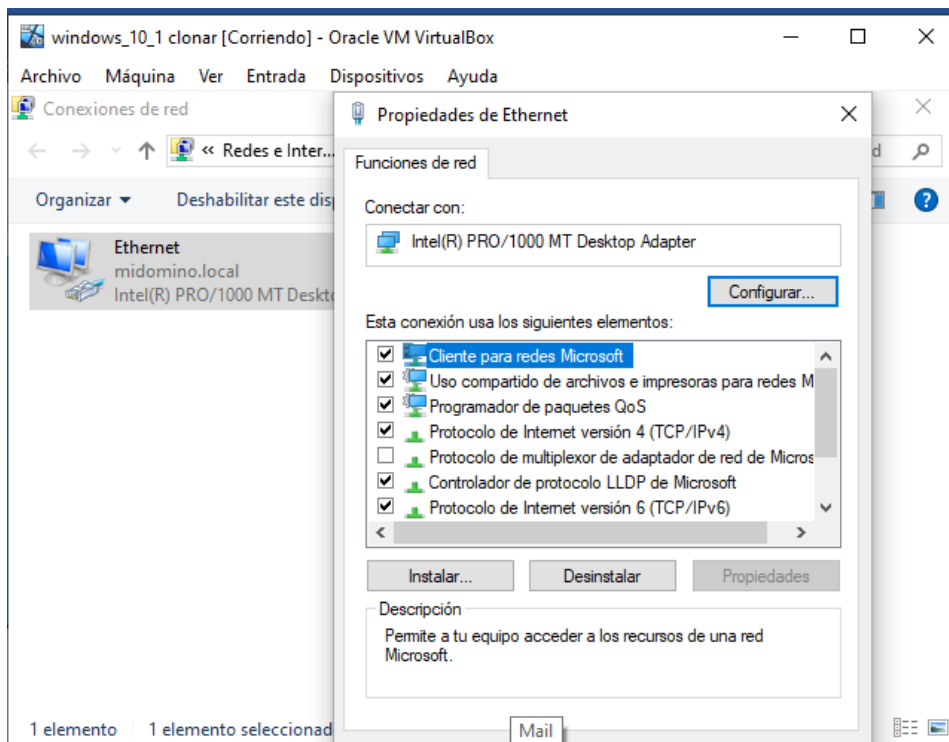 windows_10_1 clonar [Corriendo] - Oracle VM VirtualBox
Archivo Máquina Ver Entrada Dispositivos Ayuda
Conexiones de red
« Redes e Inter...
Organizar
Deshabilitar este disp
Ethernet
midomino.local
Intel(R) PRO/1000 MT Deskto
Propiedades de Ethernet
Funciones de red
Conectar con:
Intel(R) PRO/1000 MT Desktop Adapter
Configurar...
Esta conexión usa los siguientes elementos:
Cliente para redes Microsoft
Uso compartido de archivos e impresoras para redes M
Programador de paquetes QoS
Protocolo de Internet versión 4 (TCP/IPv4)
Protocolo de multiplexor de adaptador de red de Micros
Controlador de protocolo LLDP de Microsoft
Protocolo de Internet versión 6 (TCP/IPv6)
Instalar... Desinstalar Propiedades
Descripción
Permite a tu equipo acceder a los recursos de una red
Microsoft.
1 elemento 1 elemento seleccionad
Mail